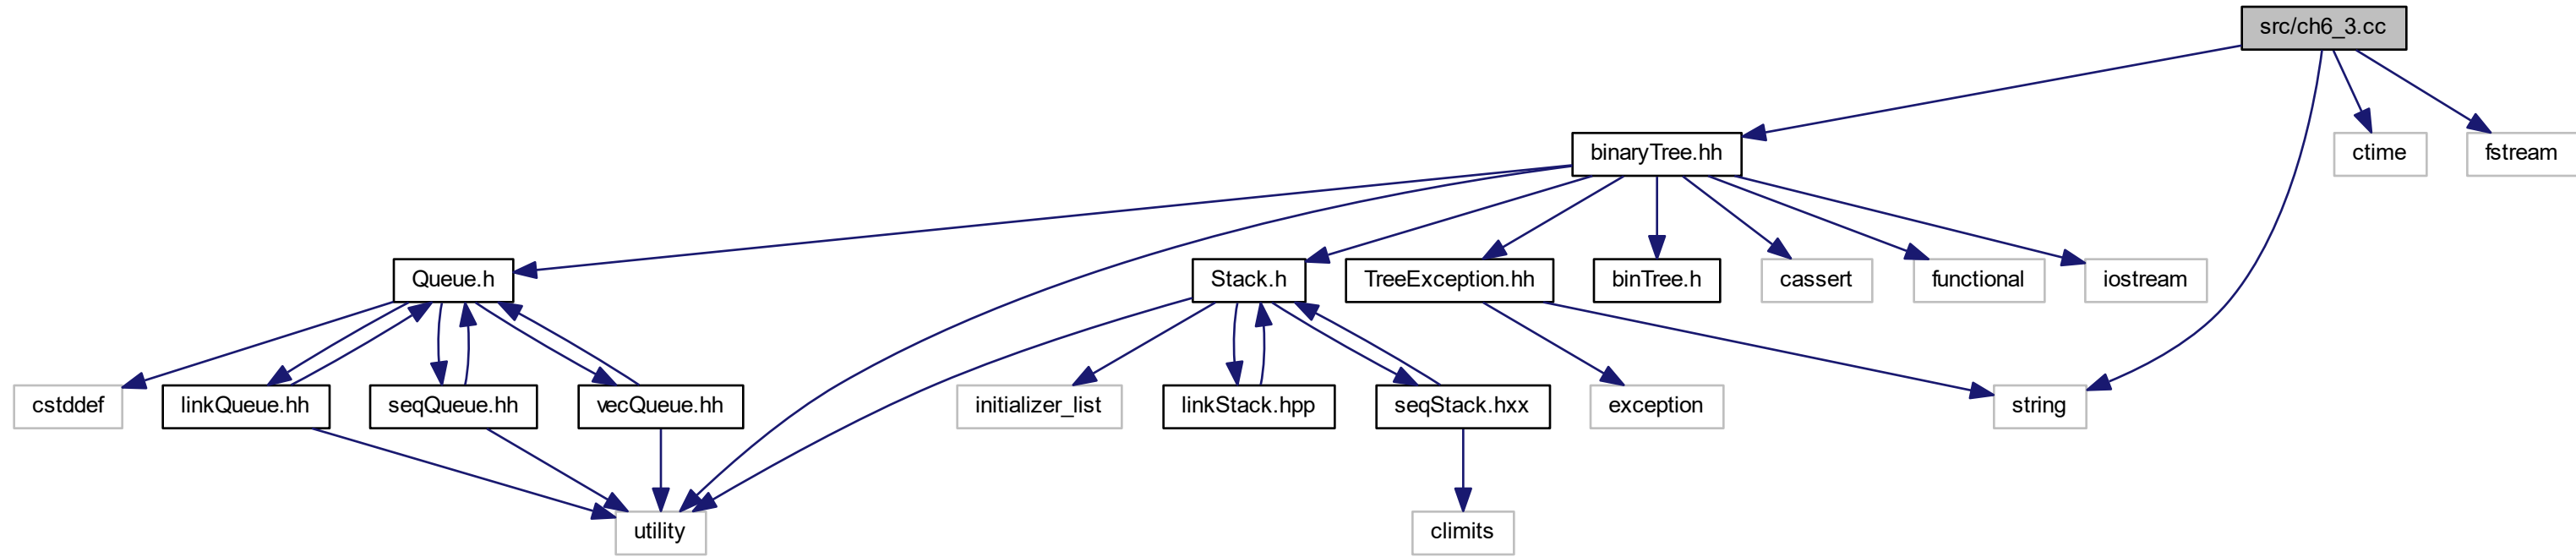 src/ch6_3.cc
binaryTree.hh
ctime
fstream
Queue.h
Stack.h
TreeException.hh
binTree.h
cassert
functional
iostream
cstddef
linkQueue.hh
seqQueue.hh
vecQueue.hh
initializer_list
linkStack.hpp
seqStack.hxx
exception
string
utility
climits